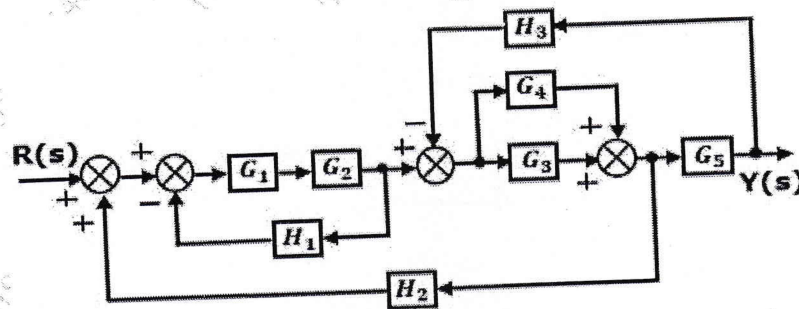 H₃
G₄
R(s) + + − G₁ G₂ + − G₃ + + G₅ Y(s)
+ H₁
H₂